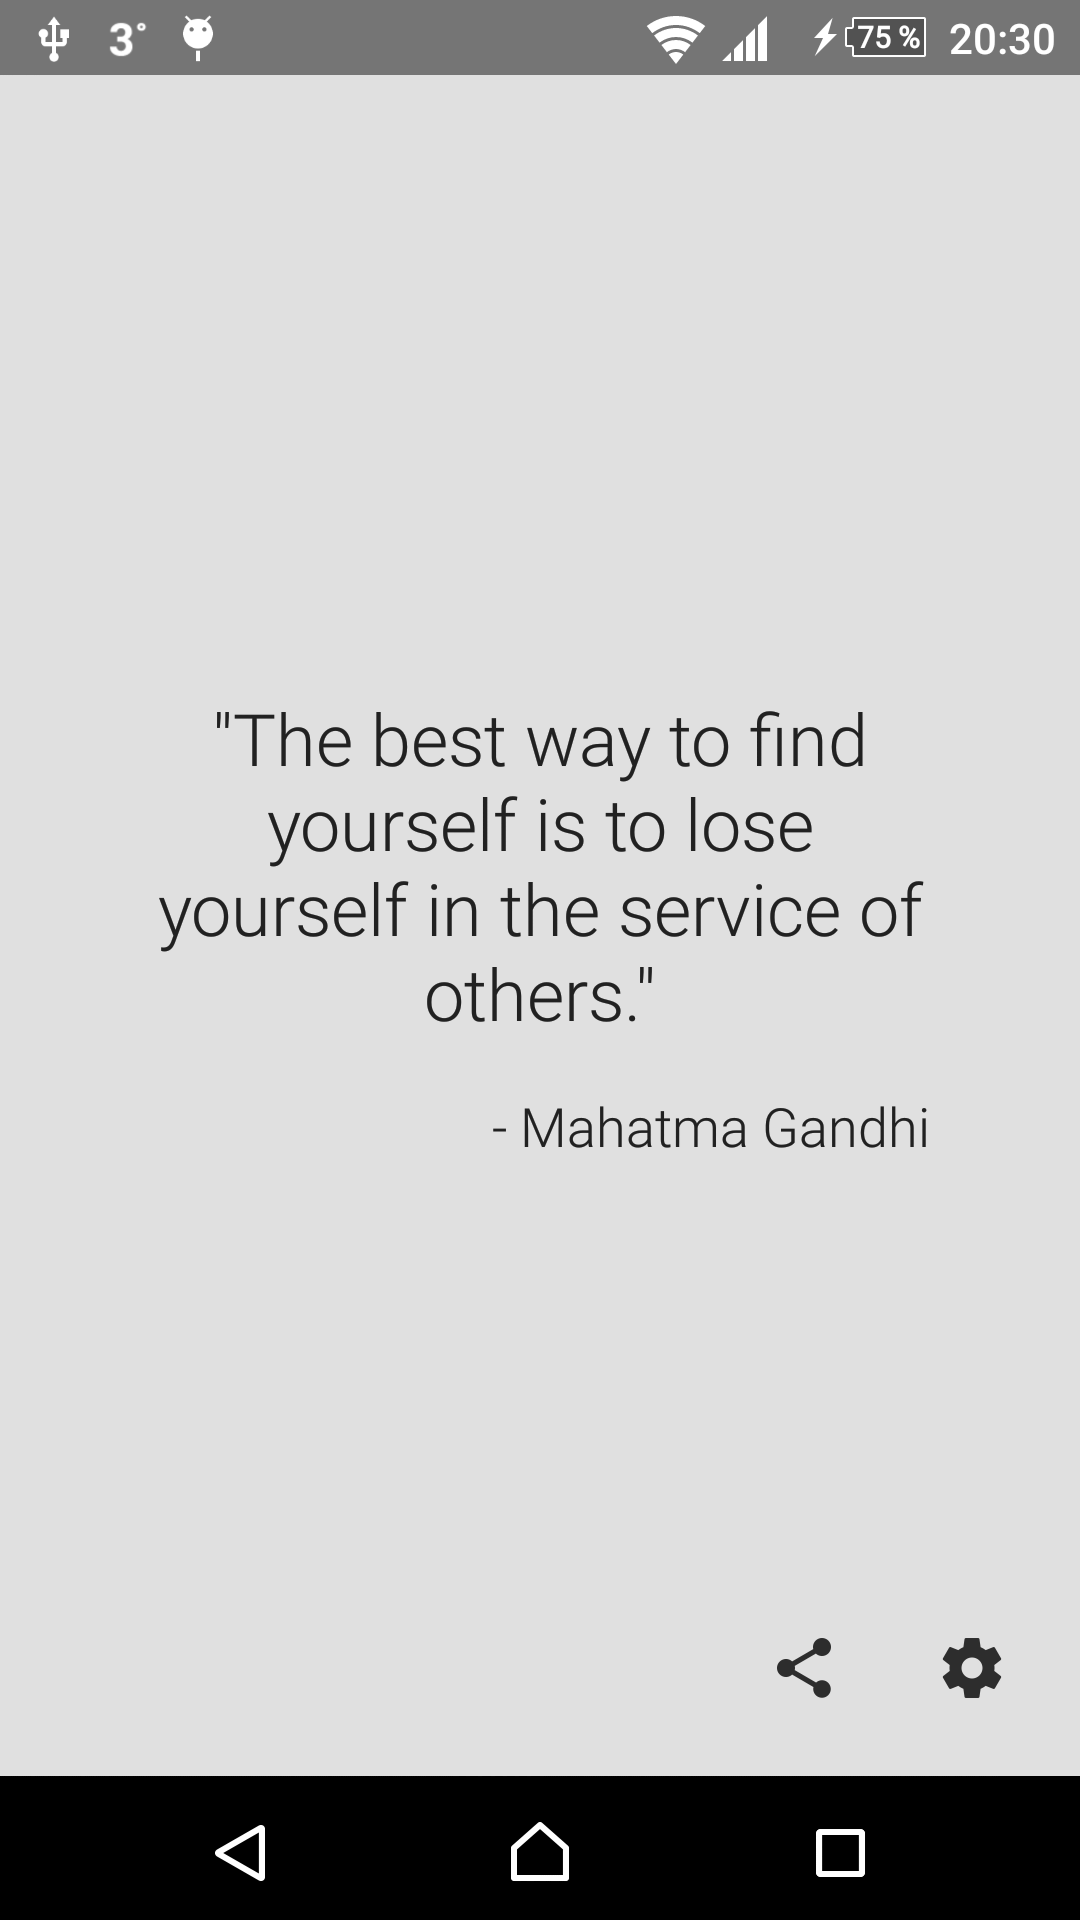 3° 75 % 20:30
"The best way to find
yourself is to lose
yourself in the service of
others."
- Mahatma Gandhi